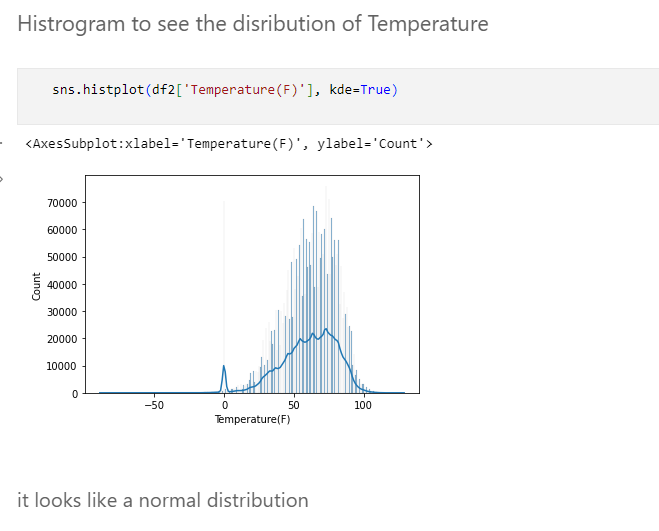 Histrogram to see the disribution of Temperature
sns.histplot(df2['Temperature(F)'], kde=True)
<AxesSubplot:xlabel='Temperature(F)', ylabel='Count'>
70000
60000
50000
40000
30000
20000
10000
0
Count
−50 0 50 100
Temperature(F)
it looks like a normal distribution